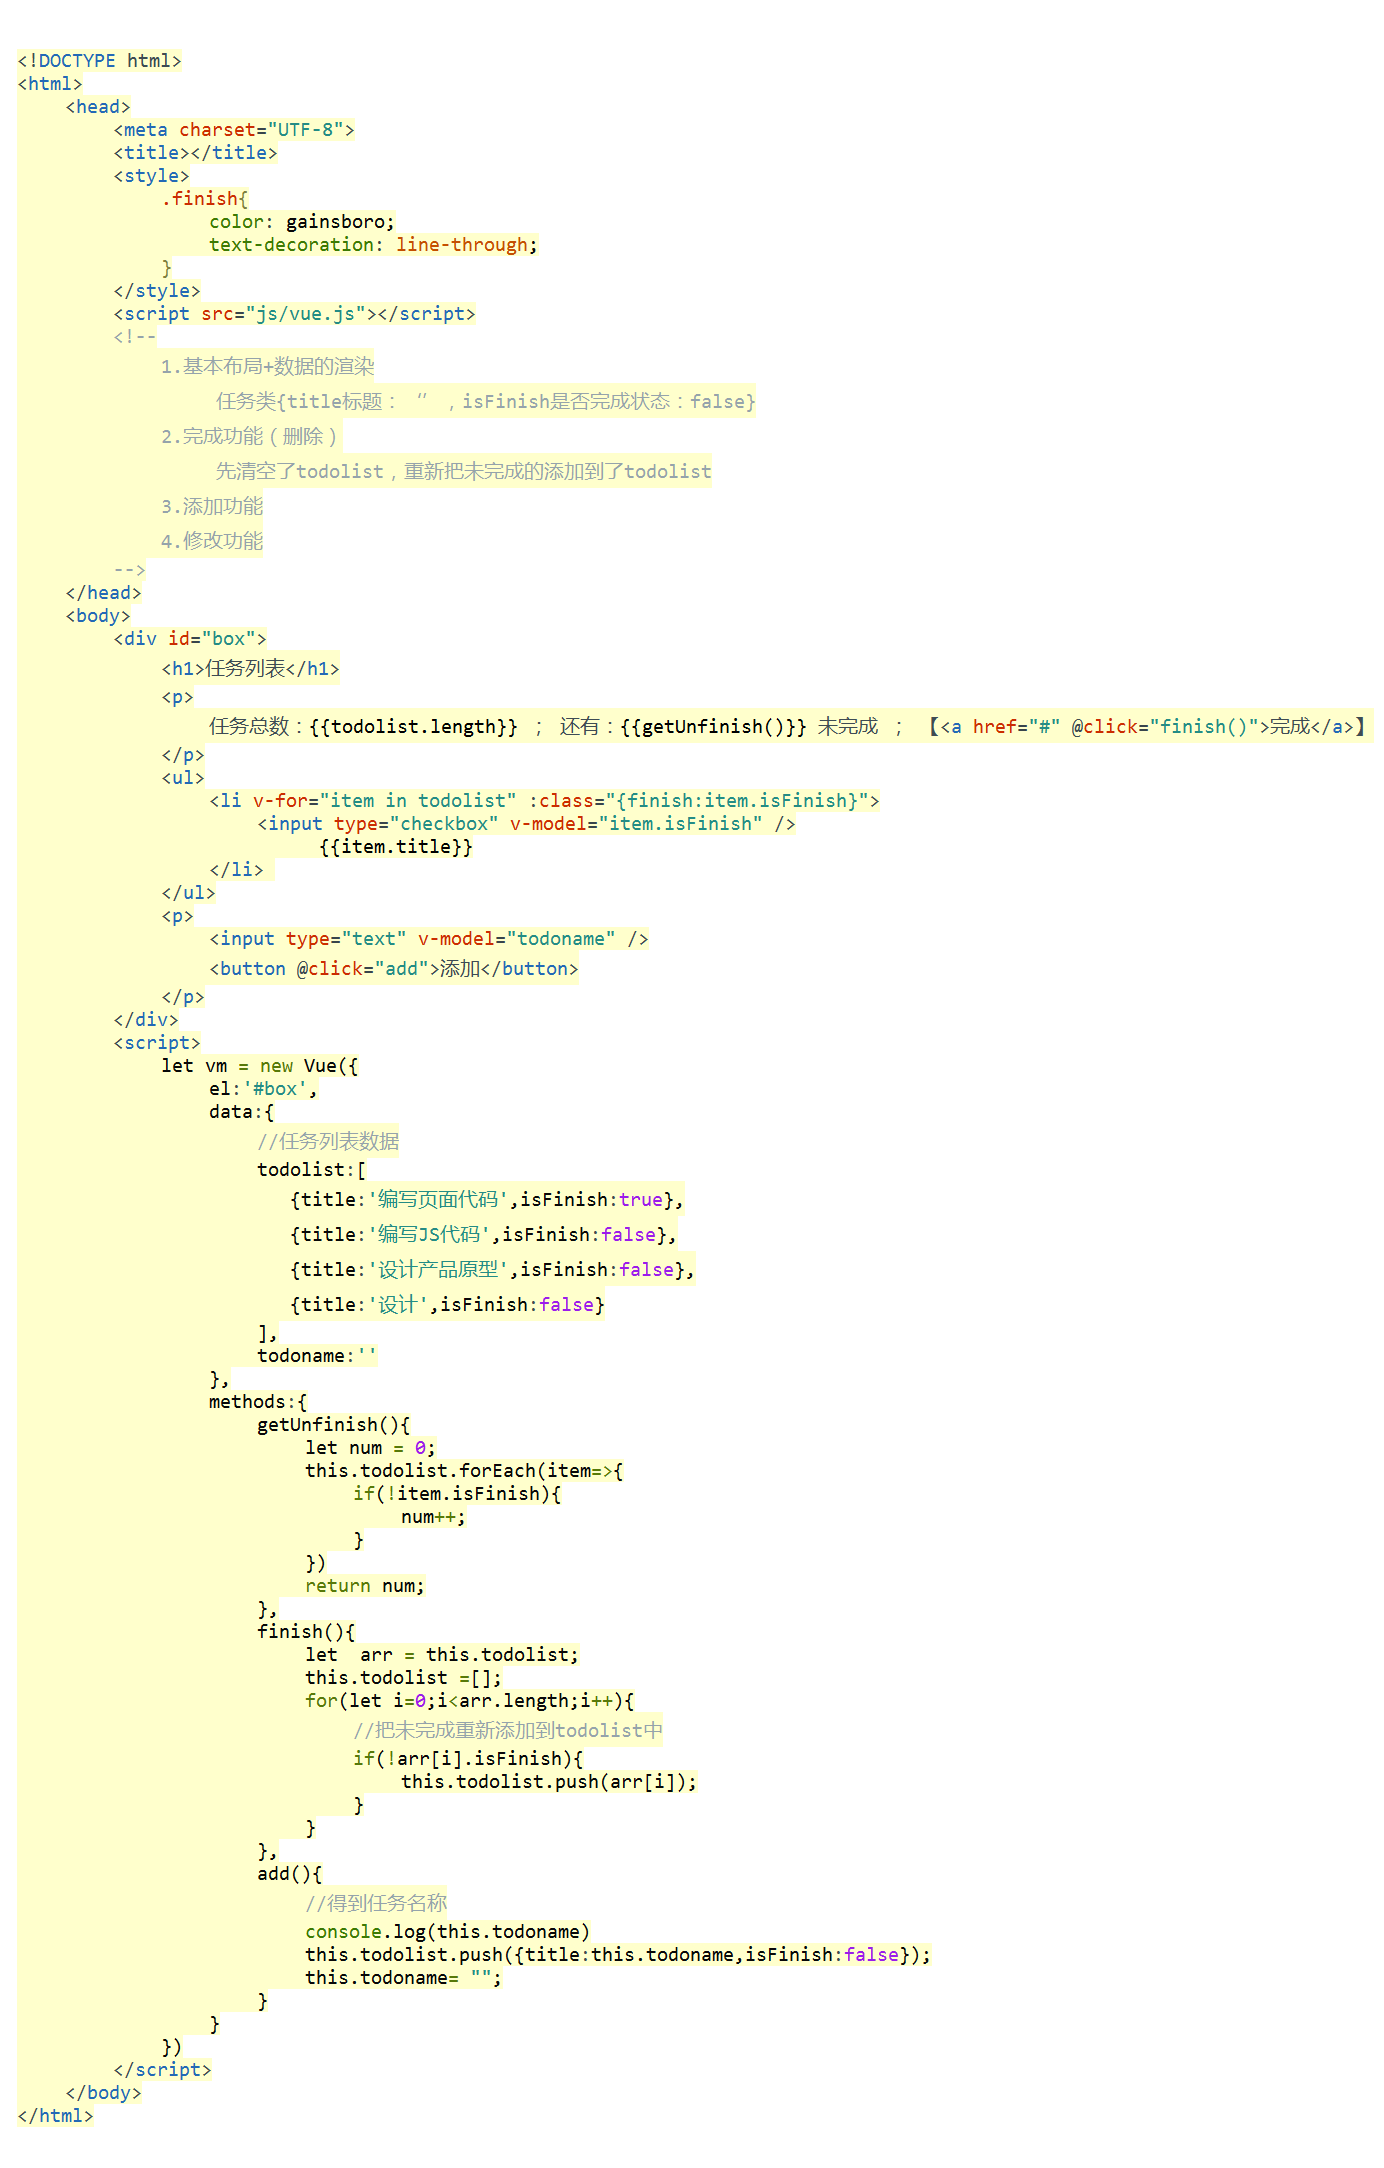 <!DOCTYPE html>
<html>
    <head>
        <meta charset="UTF-8">
        <title></title>
        <style>
            .finish{
                color: gainsboro;
                text-decoration: line-through;
            }
        </style>
        <script src="js/vue.js"></script>
        <!--
            1.基本布局+数据的渲染
                任务类{title标题： ”，isFinish是否完成状态：false}
            2.完成功能（删除）
                先清空了todolist，重新把未完成的添加到了todolist
            3.添加功能
            4.修改功能
        -->
    </head>
    <body>
        <div id="box">
            <h1>任务列表</h1>
            <p>
                任务总数：{{todolist.length}} ； 还有：{{getUnfinish()}} 未完成 ； 【<a href="#" @click="finish()">完成</a>】
            </p>
            <ul>
                <li v-for="item in todolist" :class="{finish:item.isFinish}">
                    <input type="checkbox" v-model="item.isFinish" />
                         {{item.title}}
                </li>
            </ul>
            <p>
                <input type="text" v-model="todoname" />
                <button @click="add">添加</button>
            </p>
        </div>
        <script>
            let vm = new Vue({
                el:'#box',
                data:{
                    //任务列表数据
                    todolist:[
                       {title:'编写页面代码',isFinish:true},
                       {title:'编写JS代码',isFinish:false},
                       {title:'设计产品原型',isFinish:false},
                       {title:'设计',isFinish:false}
                    ],
                    todoname:''
                },
                methods:{
                    getUnfinish(){
                        let num = 0;
                        this.todolist.forEach(item=>{
                            if(!item.isFinish){
                                num++;
                            }
                        })
                        return num;
                    },
                    finish(){
                        let  arr = this.todolist;
                        this.todolist =[];
                        for(let i=0;i<arr.length;i++){
                            //把未完成重新添加到todolist中
                            if(!arr[i].isFinish){
                                this.todolist.push(arr[i]);
                            }
                        }
                    },
                    add(){
                        //得到任务名称
                        console.log(this.todoname)
                        this.todolist.push({title:this.todoname,isFinish:false});
                        this.todoname= "";
                    }
                }
            })
        </script>
    </body>
</html>